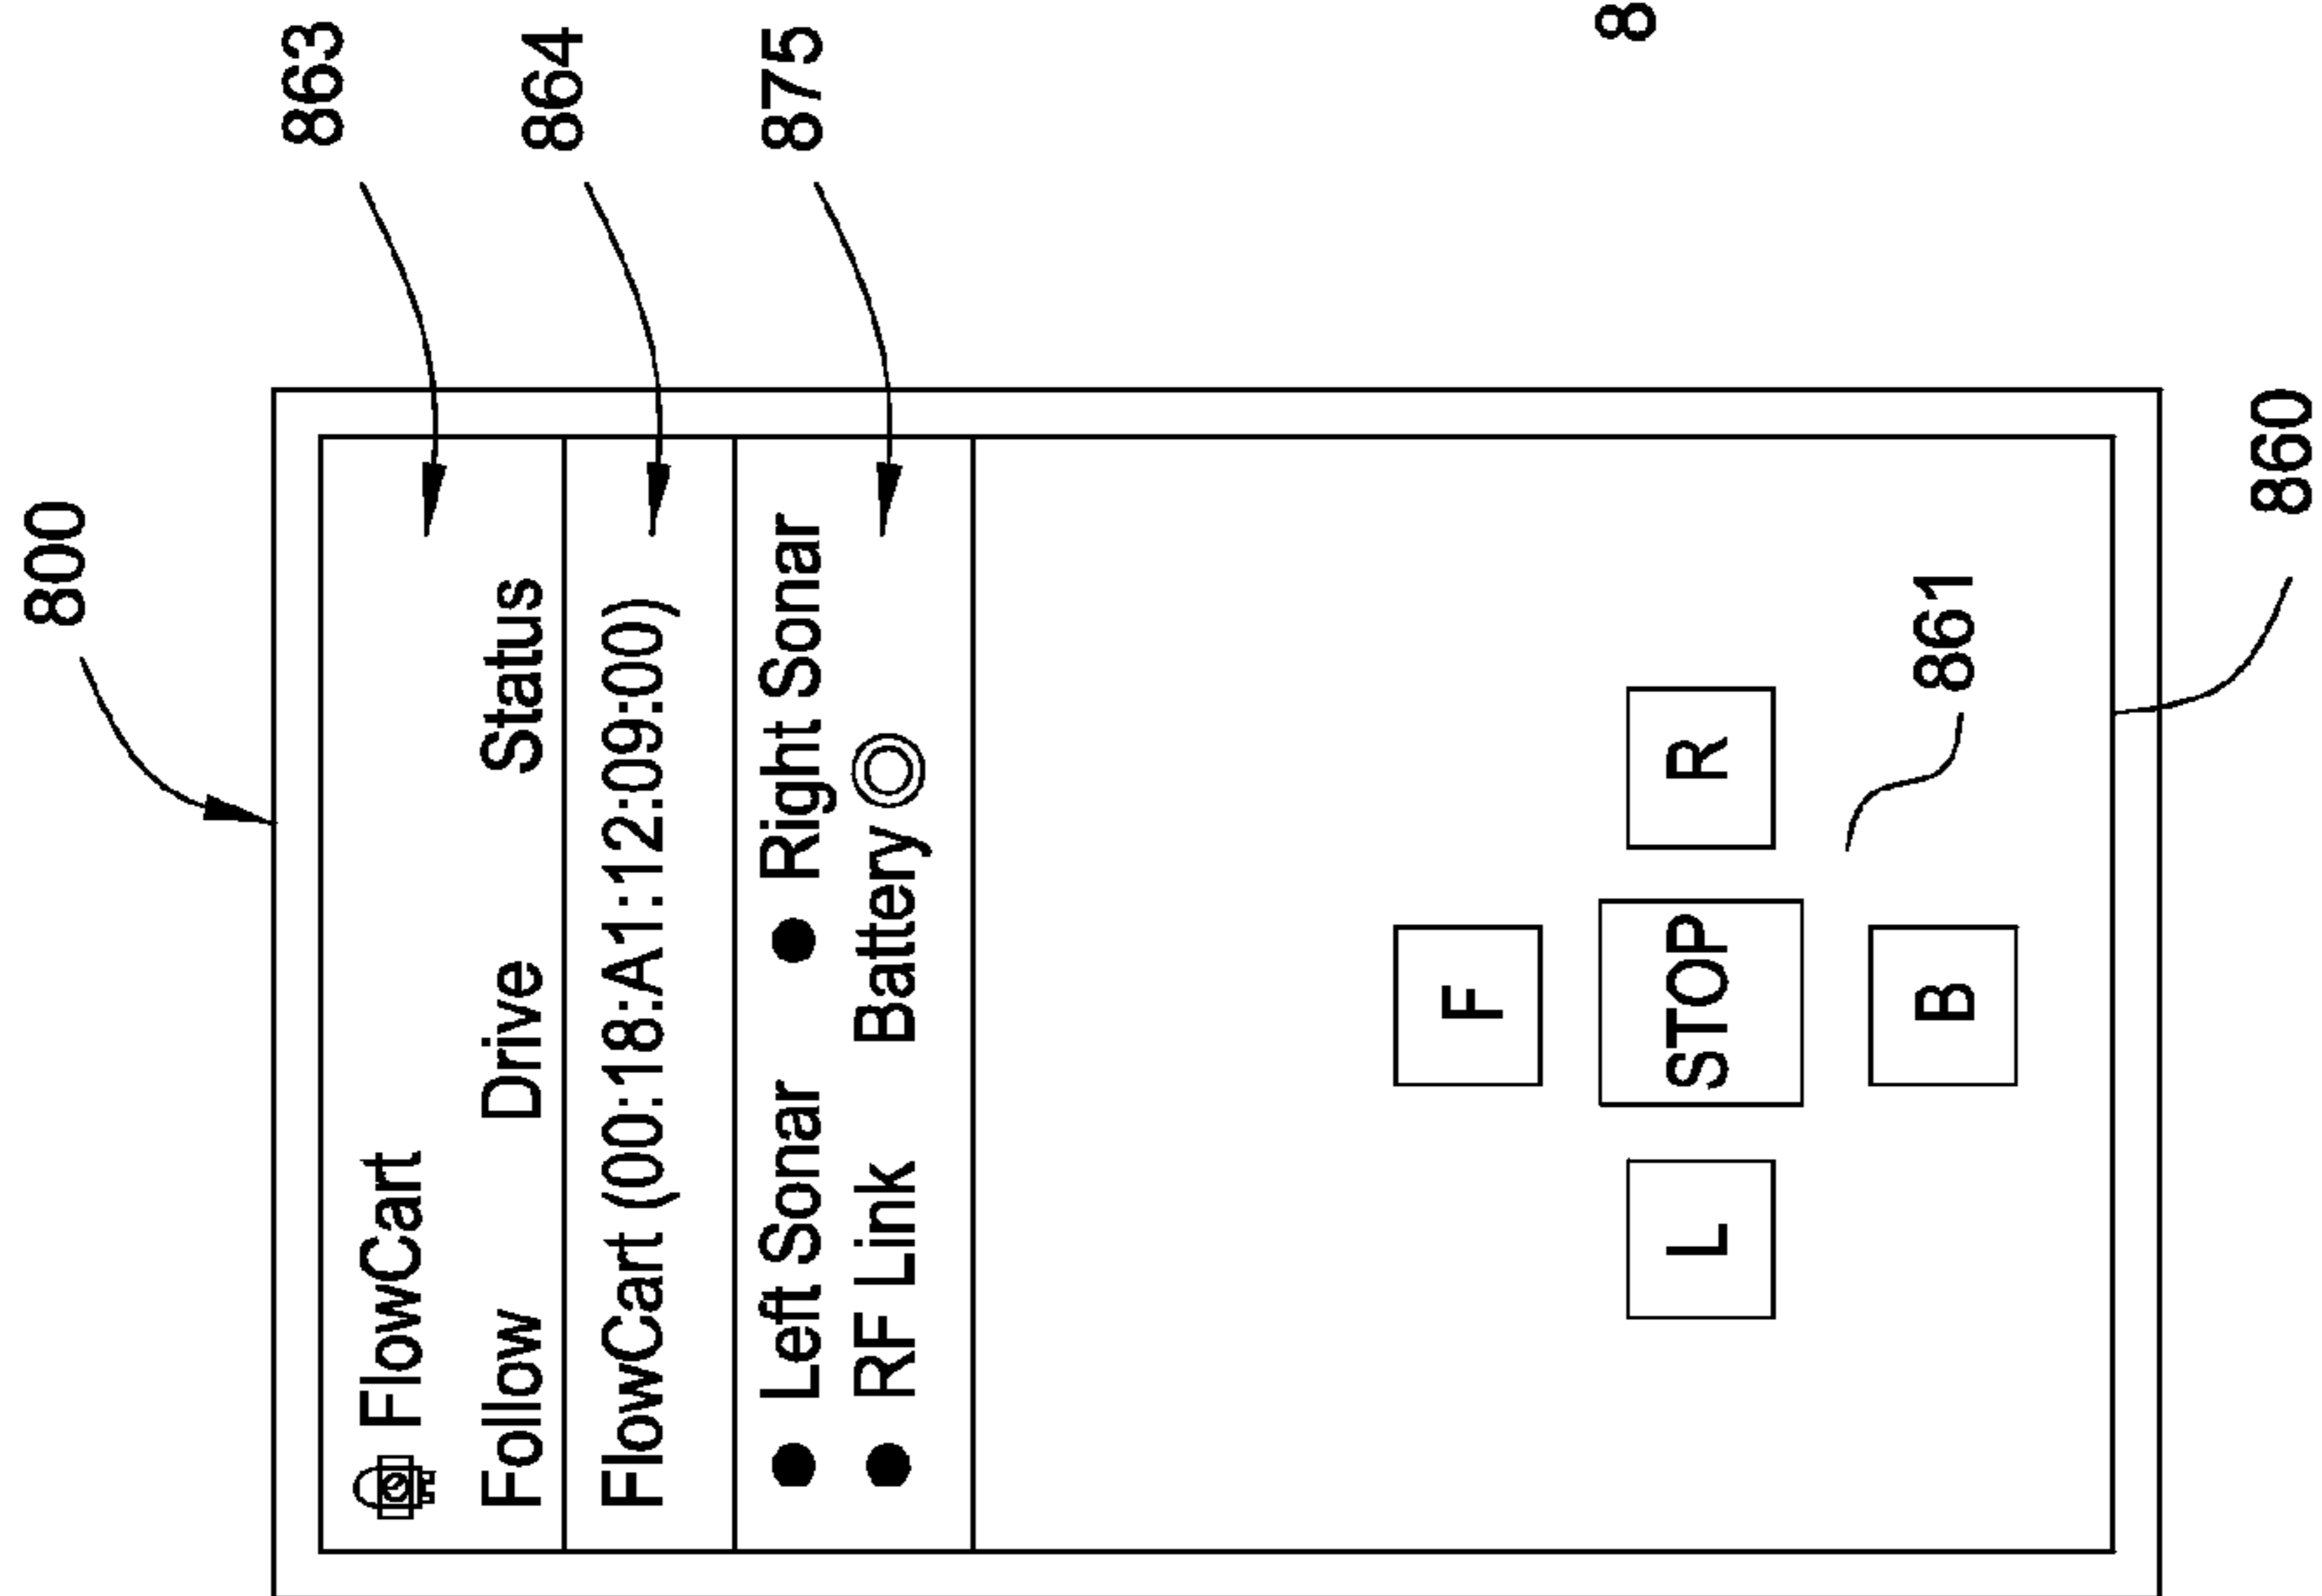 800
863
864
875
FlowCart
Follow Drive Status
FlowCart (00:18:A1:12:09:00)
Left Sonar Right Sonar
RF Link Battery
F
L STOP R
B
861
860
8